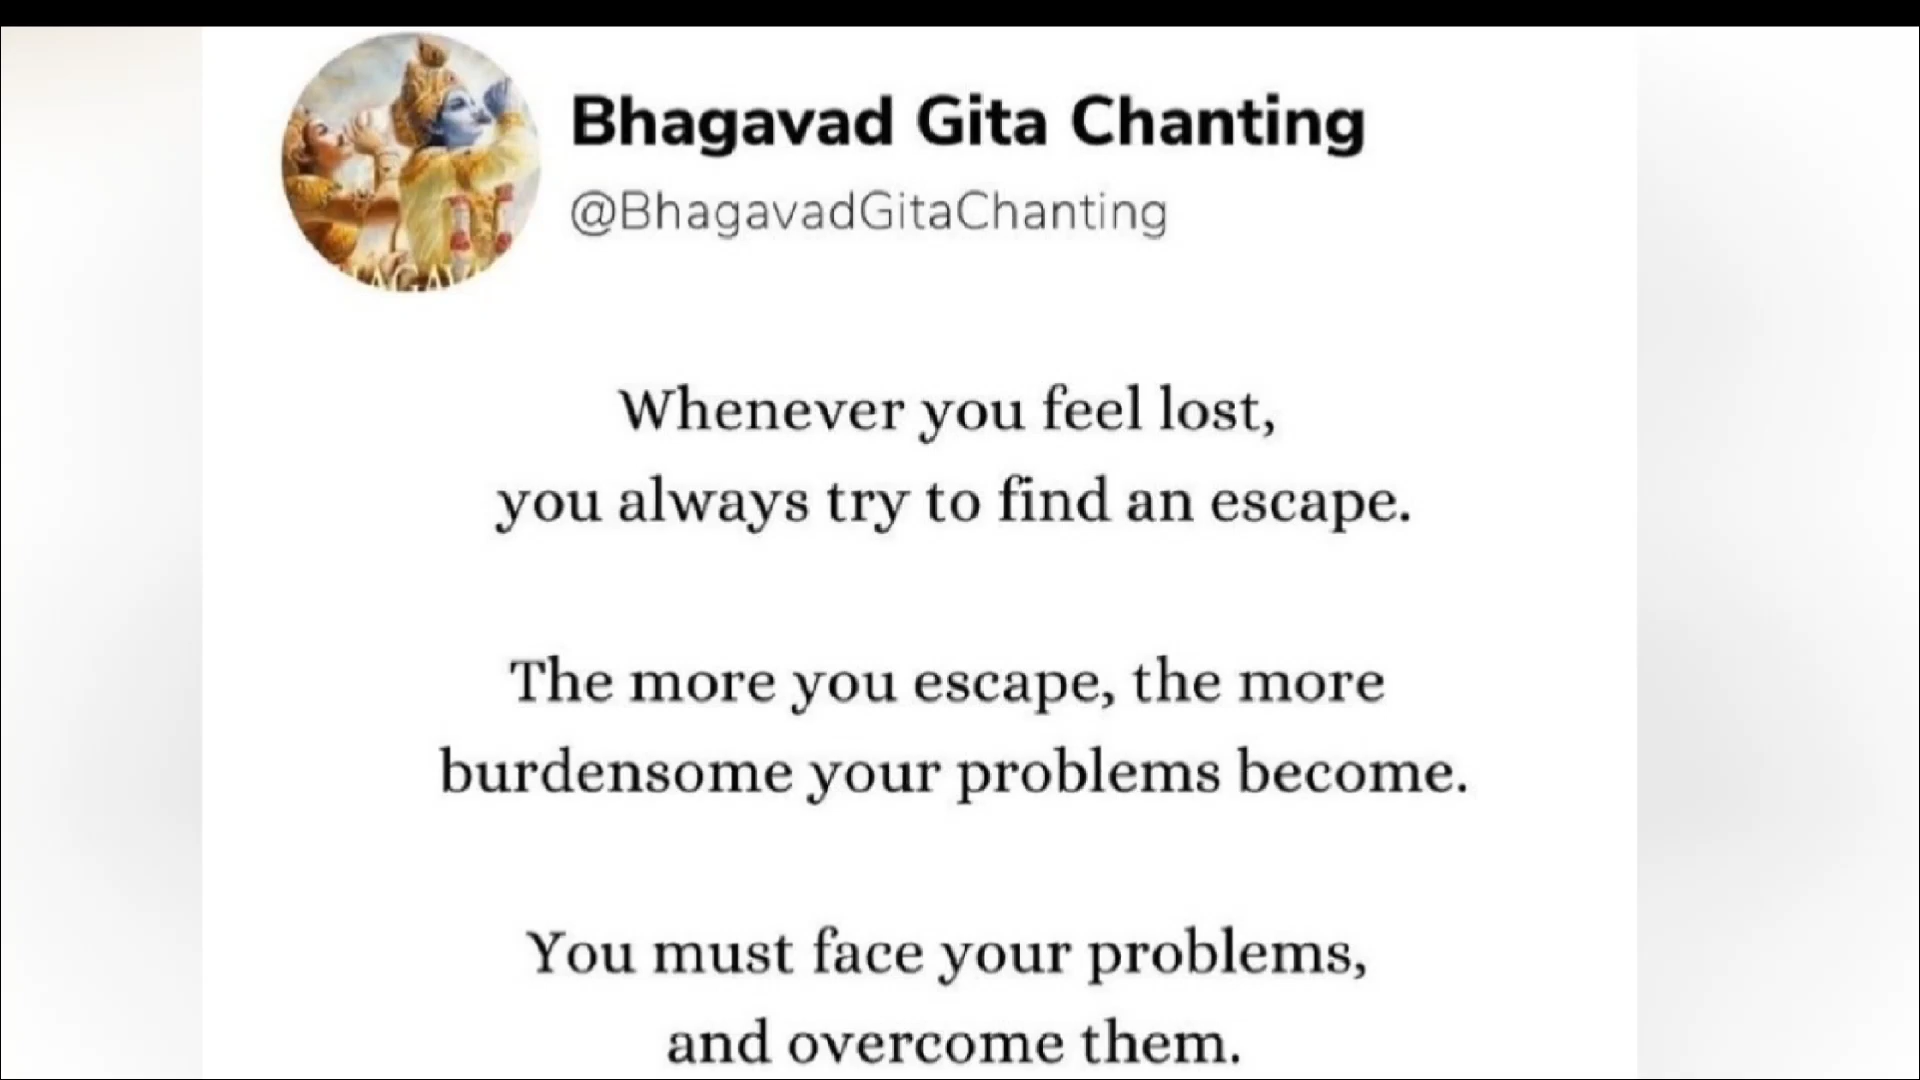 Bhagavad Gita Chanting
@BhagavadGitaChanting
Whenever you feel lost,
you always try to find an escape.
The more you escape, the more
burdensome your problems become.
You must face your problems,
and overcome them.